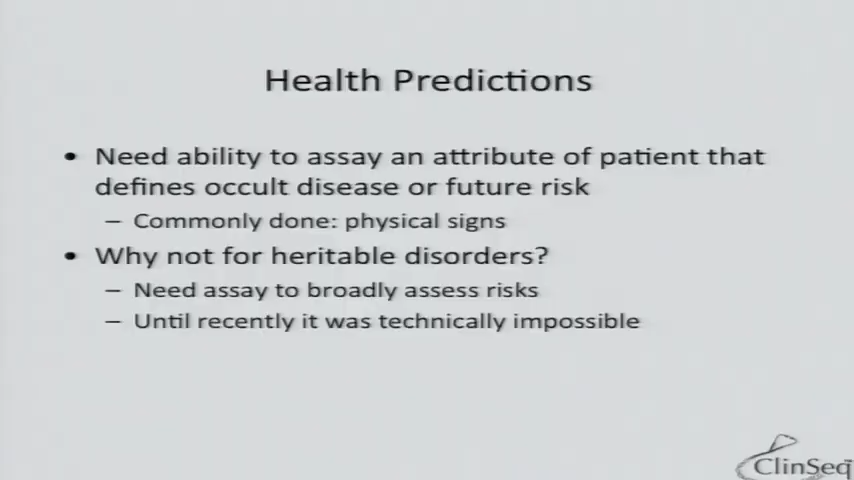 Health Predictions
• Need ability to assay an attribute of patient that
defines occult disease or future risk
– Commonly done: physical signs
• Why not for heritable disorders?
– Need assay to broadly assess risks
– Until recently it was technically impossible
ClinSeq